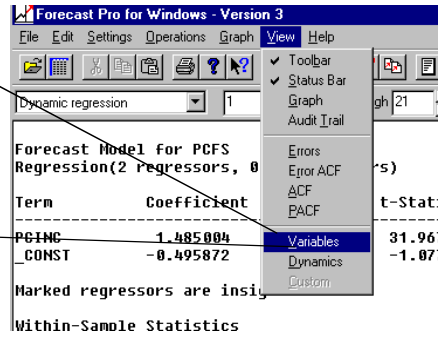 Forecast Pro for Windows - Version 3
File Edit Settings Operations Graph View Help
Dynamic regression 1 gh 21
Toolbar
Status Bar
Graph
Audit Trail
Errors
Error ACF
ACF
PACF
Variables
Dynamics
Custom
Forecast Model for PCFS
Regression(2 regressors, 0 rs)
Term Coefficient t-Stati
PCINC 1.485004 31.967
_CONST -0.495872 -1.077
Marked regressors are insig
Within-Sample Statistics